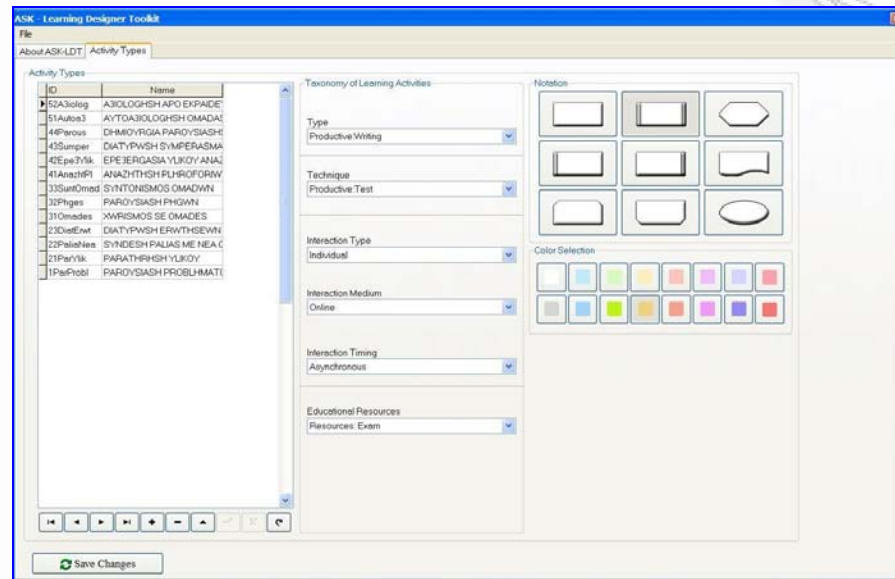 ASK - Learning Designer Toolkit
File
About ASK-LDT Activity Types
Activity Types
ID Name
52A3iolog A3IOLOGHSH APO EKPAIDE
51Autoa3 AYTOA3IOLOGHSH OMADAS
44Parous DHMIOYRGIA PAROYSIASHS
43Sumper DIATYPWSH SYMPERASMA
42Epe3Ylik EPE3ERGASIA YLIKOY ANAZ
41AnazhtPl ANAZHTHSH PLHROFORIW
33SuntOmad SYNTONISMOS OMADWN
32Phges PAROYSIASH PHGWN
31Omades XWRISMOS SE OMADES
23DiatErwt DIATYPWSH ERWTHSEWN
22PaliaNea SYNDESH PALIAS ME NEA G
21ParYlik PARATHRHSH YLIKOY
1ParProbl PAROYSIASH PROBLHMATI
Taxonomy of Learning Activities
Type
Productive:Writing
Technique
Productive:Test
Interaction Type
Individual
Interaction Medium
Online
Interaction Timing
Asynchronous
Educational Resources
Resources: Exam
Notation
Color Selection
Save Changes